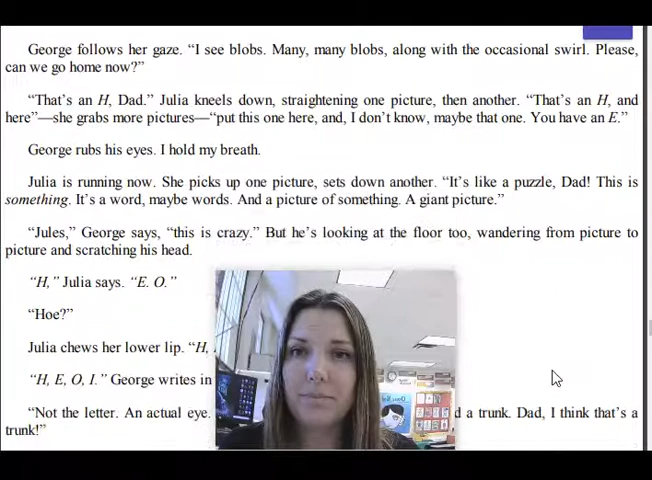 George follows her gaze. “I see blobs. Many, many blobs, along with the occasional swirl. Please,
can we go home now?”
“That’s an H, Dad.” Julia kneels down, straightening one picture, then another. “That’s an H, and
here”—she grabs more pictures—“put this one here, and, I don’t know, maybe that one. You have an E.”
George rubs his eyes. I hold my breath.
Julia is running now. She picks up one picture, sets down another. “It’s like a puzzle, Dad! This is
something. It’s a word, maybe words. And a picture of something. A giant picture.”
“Jules,” George says, “this is crazy.” But he’s looking at the floor too, wandering from picture to
picture and scratching his head.
“H,” Julia says. “E. O.”
“Hoe?”
Julia chews her lower lip. “H,
“H, E, O, I.” George writes in
“Not the letter. An actual eye. d a trunk. Dad, I think that’s a
trunk!”